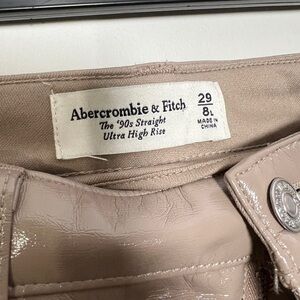 Abercrombie & Fitch
The '90s Straight
Ultra High Rise
29
8L
MADE IN
CHINA